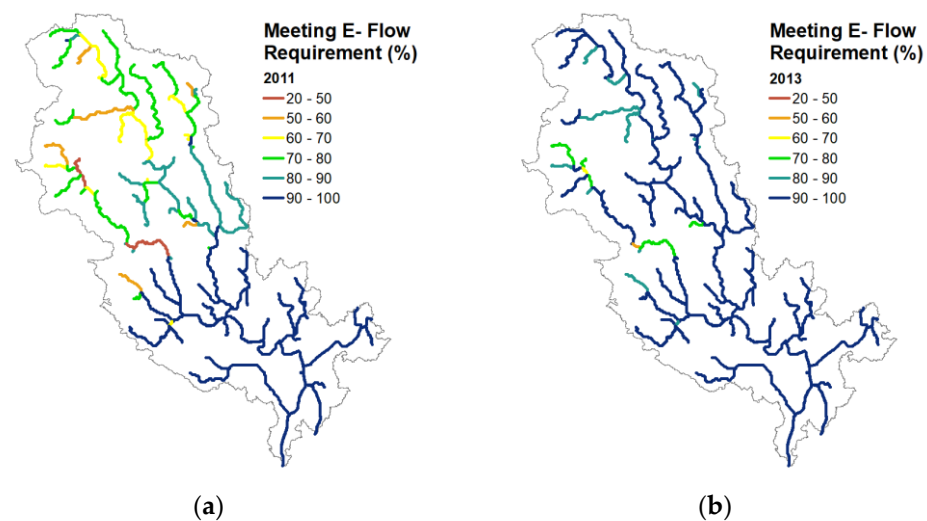 Meeting E- Flow
Requirement (%)
2011
20 - 50
50 - 60
60 - 70
70 - 80
80 - 90
90 - 100
(a)
Meeting E- Flow
Requirement (%)
2013
20 - 50
50 - 60
60 - 70
70 - 80
80 - 90
90 - 100
(b)